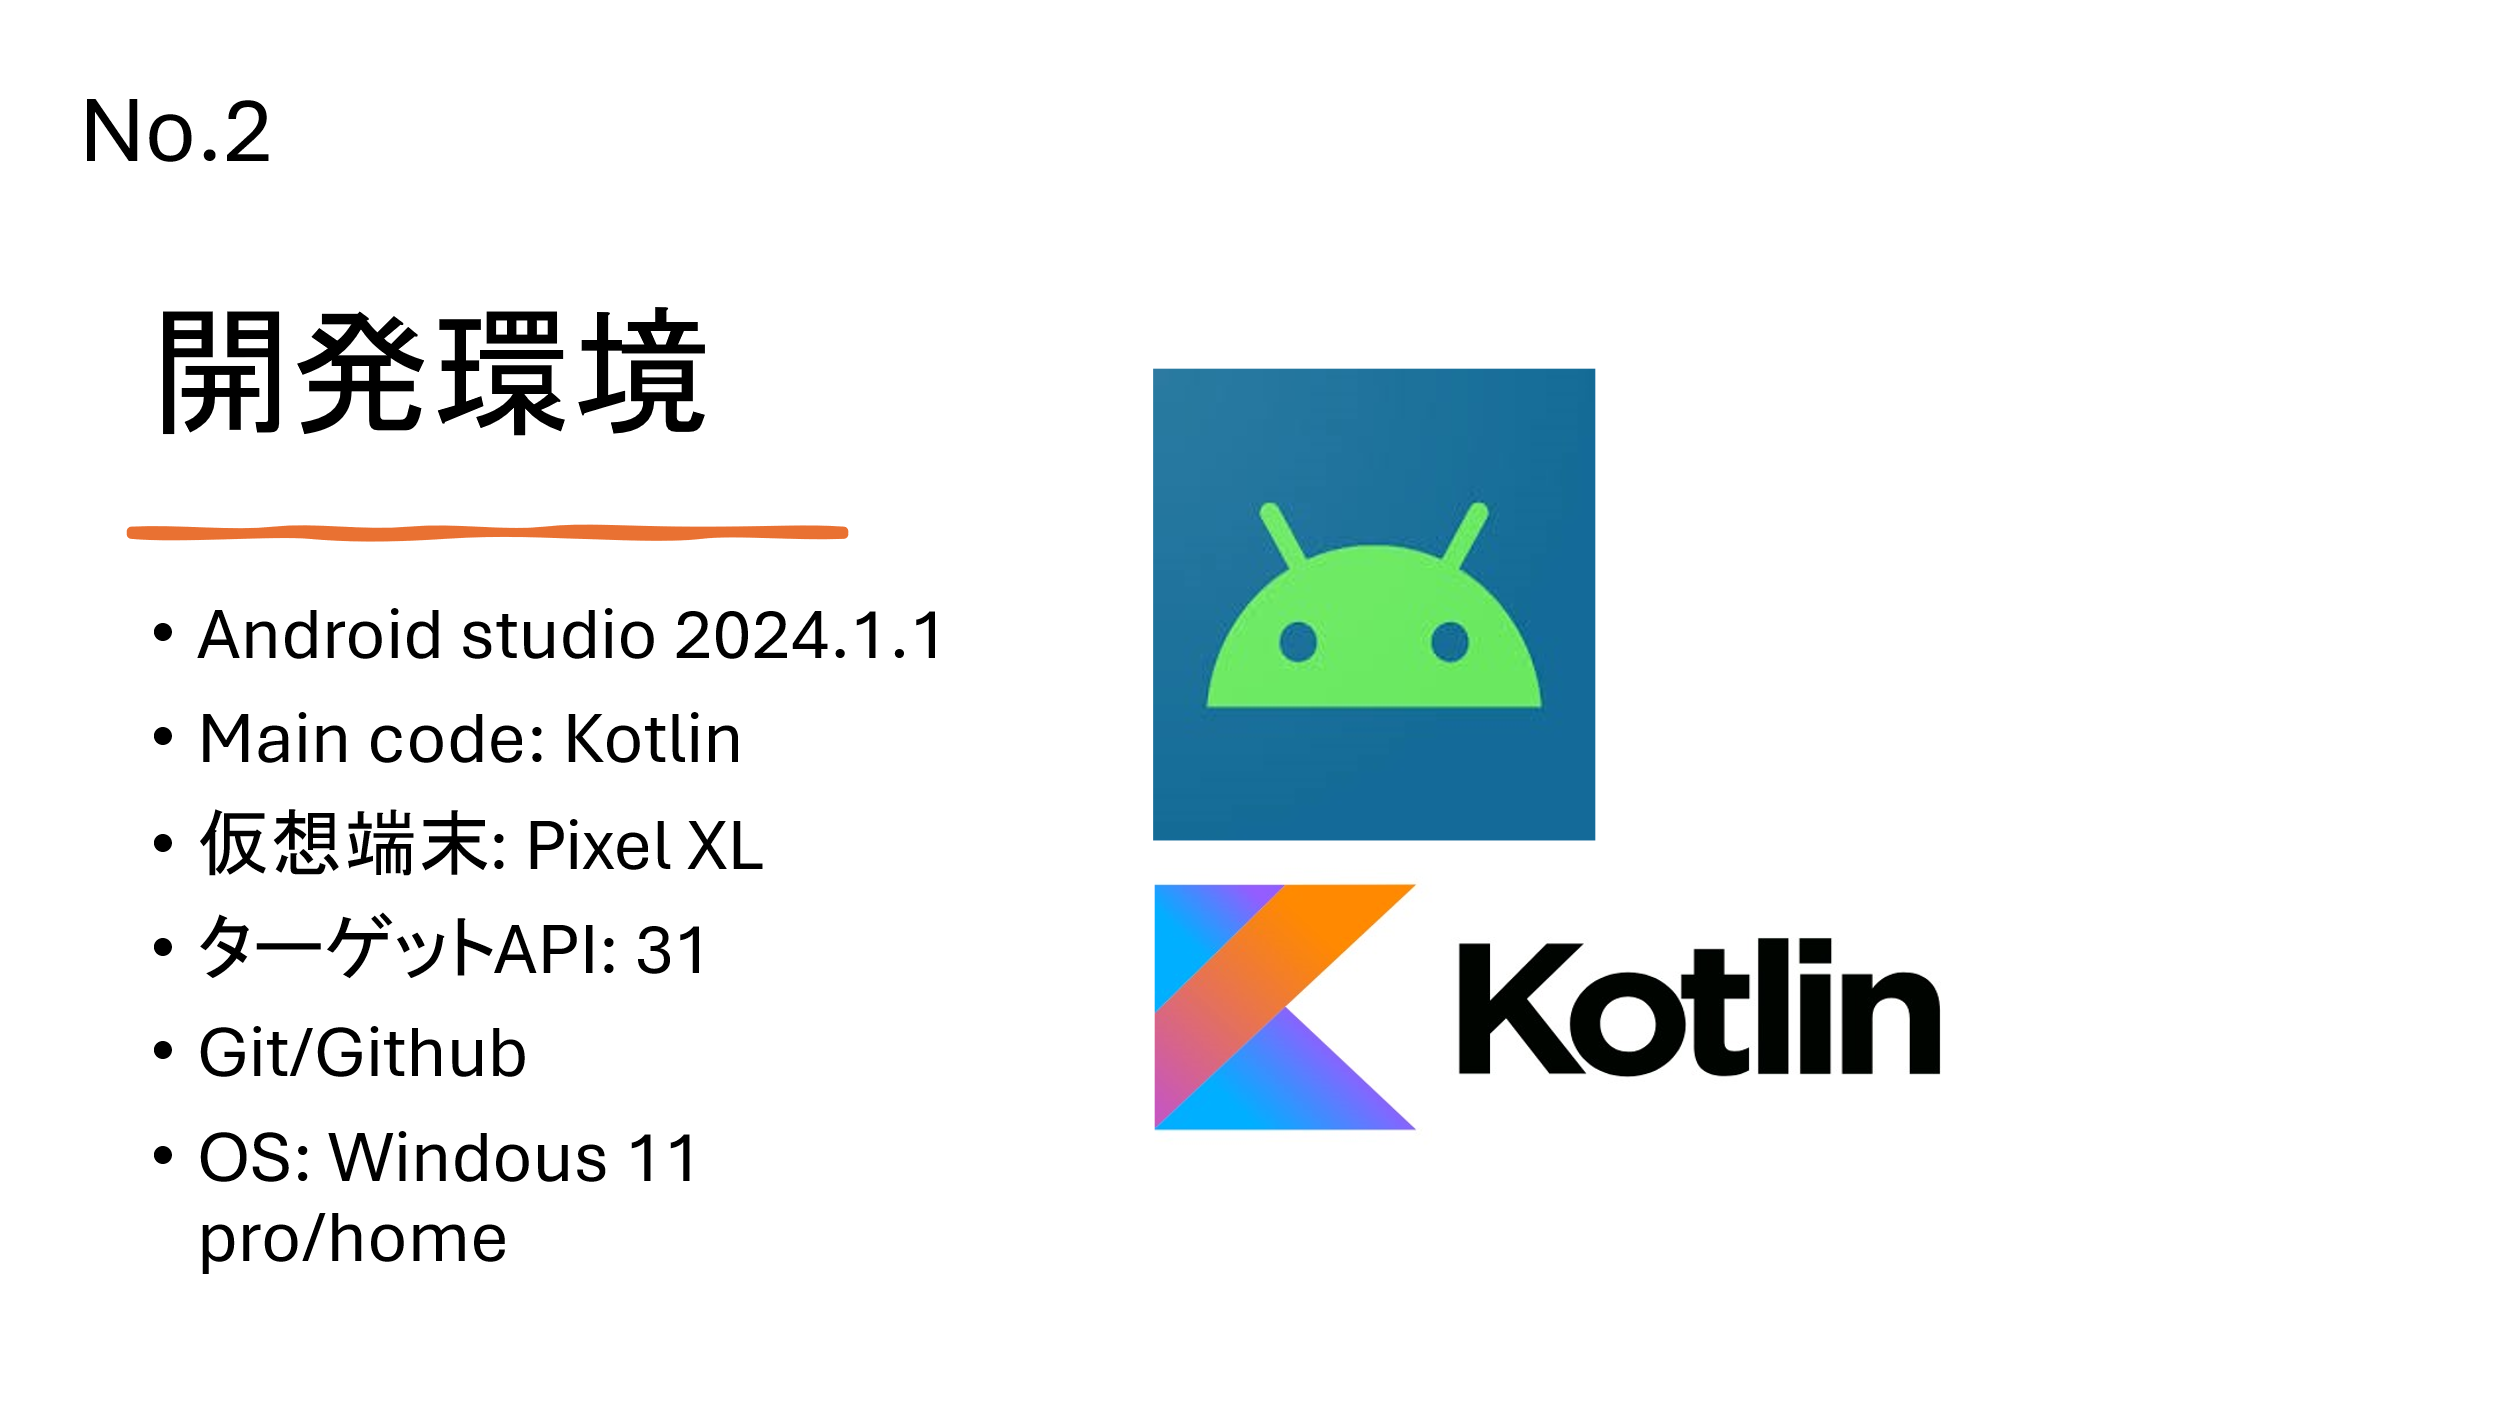 No.2
開発環境
• Android studio 2024.1.1
• Main code: Kotlin
• 仮想端末: Pixel XL
• ターゲットAPI: 31
• Git/Github
• OS: Windous 11
pro/home
Kotlin